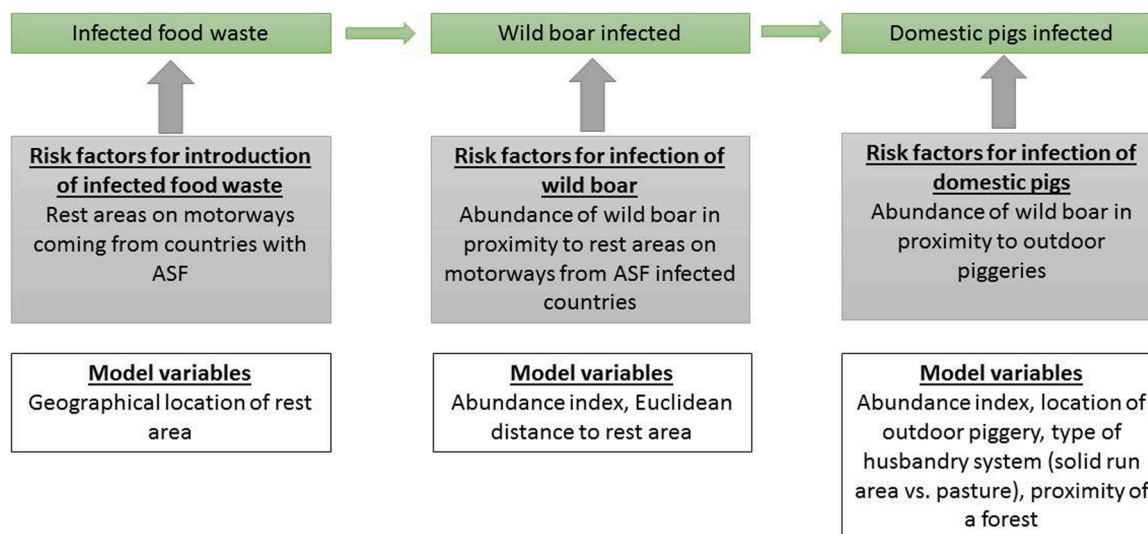 Infected food waste
Wild boar infected
Domestic pigs infected
Risk factors for introduction
of infected food waste
Rest areas on motorways
coming from countries with
ASF
Risk factors for infection of
wild boar
Abundance of wild boar in
proximity to rest areas on
motorways from ASF infected
countries
Risk factors for infection of
domestic pigs
Abundance of wild boar in
proximity to outdoor
piggeries
Model variables
Geographical location of rest
area
Model variables
Abundance index, Euclidean
distance to rest area
Model variables
Abundance index, location of
outdoor piggery, type of
husbandry system (solid run
area vs. pasture), proximity of
a forest